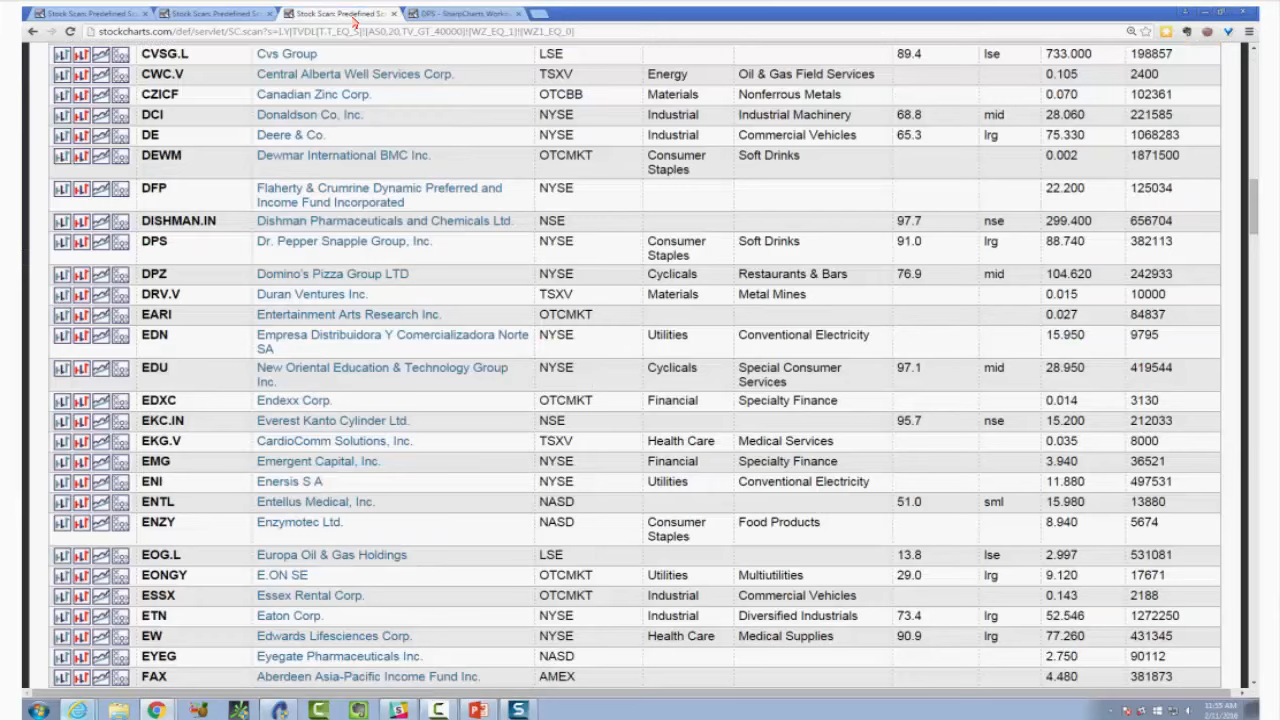 Stock Scan: Predefined Sc
Stock Scan: Predefined Sc
Stock Scan: Predefined Sc
DPS - SharpCharts Workin
stockcharts.com/def/servlet/SC.scan?s=
CVSG.L Cvs Group LSE 89.4 lse 733.000 198857
CWC.V Central Alberta Well Services Corp. TSXV Energy Oil & Gas Field Services 0.105 2400
CZICF Canadian Zinc Corp. OTCBB Materials Nonferrous Metals 0.070 102361
DCI Donaldson Co, Inc. NYSE Industrial Industrial Machinery 68.8 mid 28.060 221585
DE Deere & Co. NYSE Industrial Commercial Vehicles 65.3 lrg 75.330 1068283
DEWM Dewmar International BMC Inc. OTCMKT Consumer Soft Drinks 0.002 1871500
Staples
DFP Flaherty & Crumrine Dynamic Preferred and NYSE 22.200 125034
Income Fund Incorporated
DISHMAN.IN Dishman Pharmaceuticals and Chemicals Ltd. NSE 97.7 nse 299.400 656704
DPS Dr. Pepper Snapple Group, Inc. NYSE Consumer Soft Drinks 91.0 lrg 88.740 382113
Staples
DPZ Domino's Pizza Group LTD NYSE Cyclicals Restaurants & Bars 76.9 mid 104.620 242933
DRV.V Duran Ventures Inc. TSXV Materials Metal Mines 0.015 10000
EARI Entertainment Arts Research Inc. OTCMKT 0.027 84837
EDN Empresa Distribuidora Y Comercializadora Norte NYSE Utilities Conventional Electricity 15.950 9795
SA
EDU New Oriental Education & Technology Group NYSE Cyclicals Special Consumer 97.1 mid 28.950 419544
Inc. Services
EDXC Endexx Corp. OTCMKT Financial Specialty Finance 0.014 3130
EKC.IN Everest Kanto Cylinder Ltd. NSE 95.7 nse 15.200 212033
EKG.V CardioComm Solutions, Inc. TSXV Health Care Medical Services 0.035 8000
EMG Emergent Capital, Inc. NYSE Financial Specialty Finance 3.940 36521
ENI Enersis S A NYSE Utilities Conventional Electricity 11.880 497531
ENTL Entellus Medical, Inc. NASD 51.0 sml 15.980 13880
ENZY Enzymotec Ltd. NASD Consumer Food Products 8.940 5674
Staples
EOG.L Europa Oil & Gas Holdings LSE 13.8 lse 2.997 531081
EONGY E.ON SE OTCMKT Utilities Multiutilities 29.0 lrg 9.120 17671
ESSX Essex Rental Corp. OTCMKT Industrial Commercial Vehicles 0.143 2188
ETN Eaton Corp. NYSE Industrial Diversified Industrials 73.4 lrg 52.546 1272250
EW Edwards Lifesciences Corp. NYSE Health Care Medical Supplies 90.9 lrg 77.260 431345
EYEG Eyegate Pharmaceuticals Inc. NASD 2.750 90112
FAX Aberdeen Asia-Pacific Income Fund Inc. AMEX 4.480 381873
11:55 AM
2/11/2016